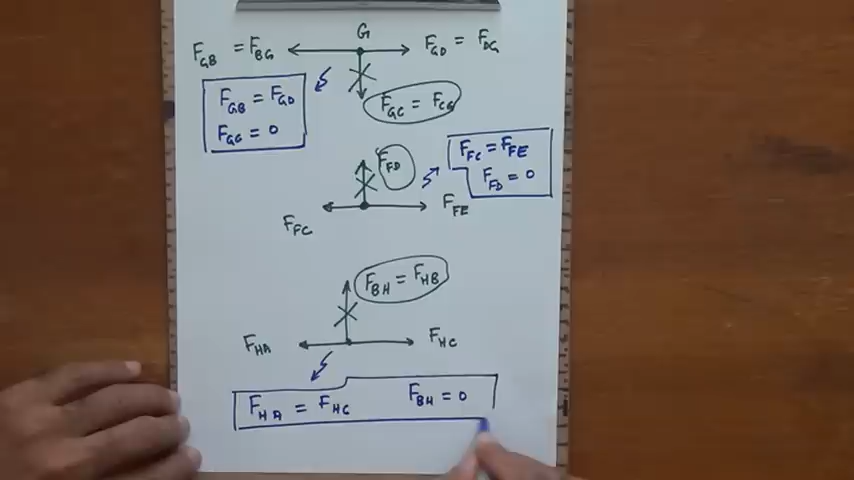 G
F_GB = F_BG
F_GD = F_DG
F_GB = F_GD
F_GC = 0
F_GC = F_CG
F_FD
F_FC = F_FE
F_FD = 0
F_FC
F_FE
F_BH = F_HB
F_HA
F_HC
F_HA = F_HC
F_BH = 0